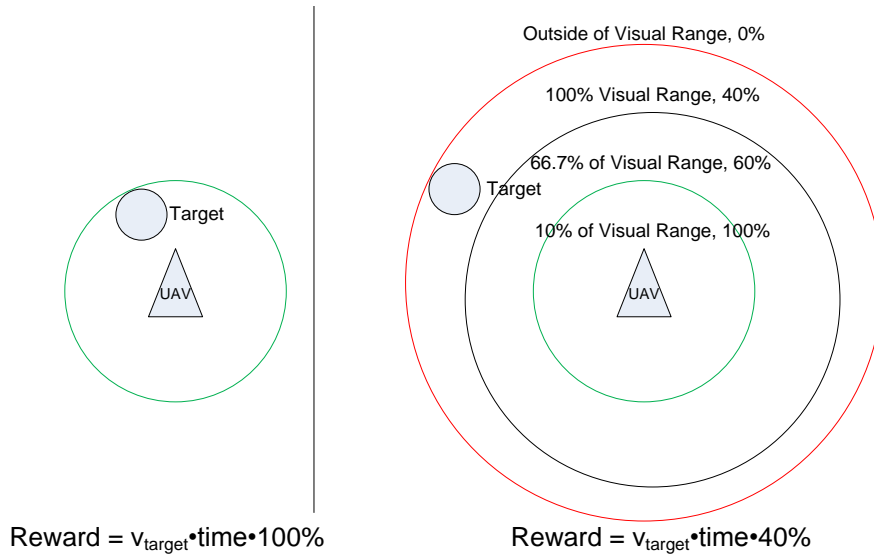 Target
UAV
Reward = vtarget•time•100%
Outside of Visual Range, 0%
100% Visual Range, 40%
66.7% of Visual Range, 60%
Target
10% of Visual Range, 100%
UAV
Reward = vtarget•time•40%